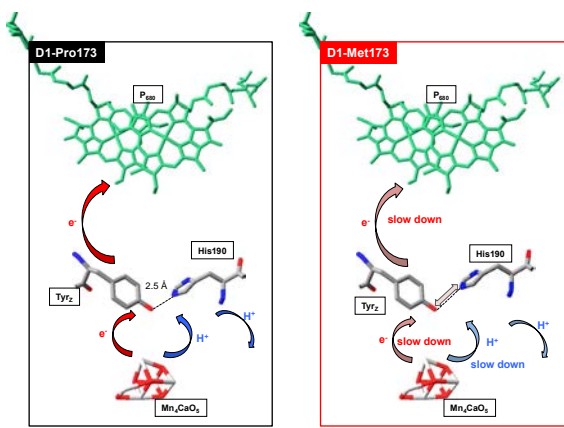 D1-Pro173
P680
e-
His190
2.5 Å
TyrZ
H+
e-
H+
Mn4CaO5
D1-Met173
P680
e-
slow down
His190
TyrZ
H+
e-
slow down
H+
slow down
Mn4CaO5